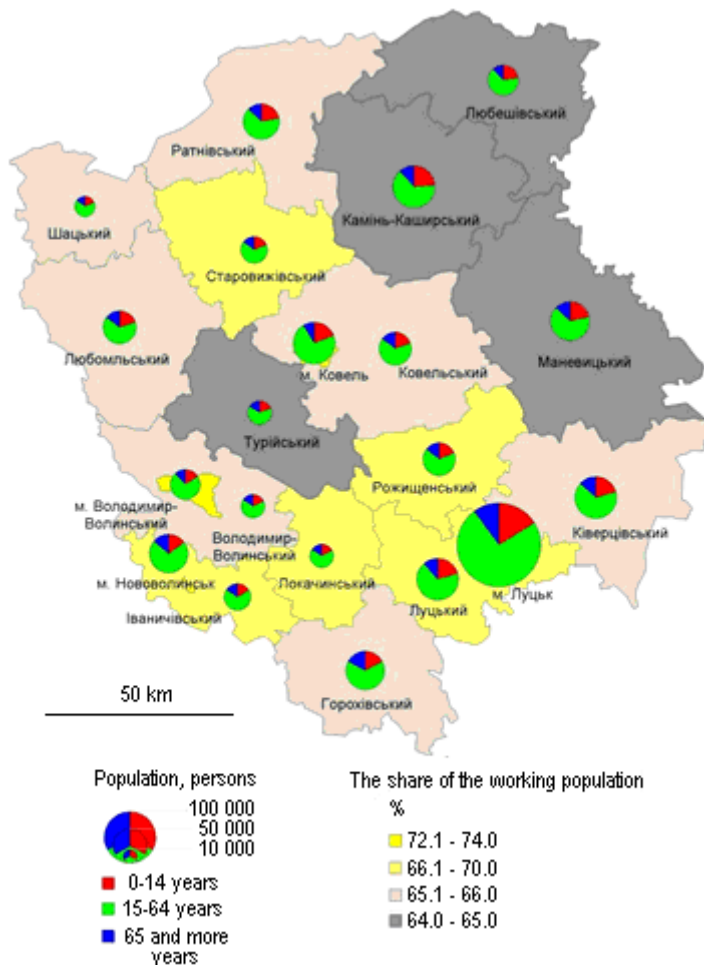 Любешівський
Ратнівський
Камінь-Каширський
Шацький
Старовижівський
Любомльський
м. Ковель
Ковельський
Маневицький
Турійський
Рожищенський
м. Володимир-
Волинський
Володимир-
Волинський
Ківерцівський
м. Нововолинськ
Локачинський
Луцький
м. Луцьк
Іваничівський
Горохівський
50 km
Population, persons
100 000
50 000
10 000
0-14 years
15-64 years
65 and more
years
The share of the working population
%
72.1 - 74.0
66.1 - 70.0
65.1 - 66.0
64.0 - 65.0